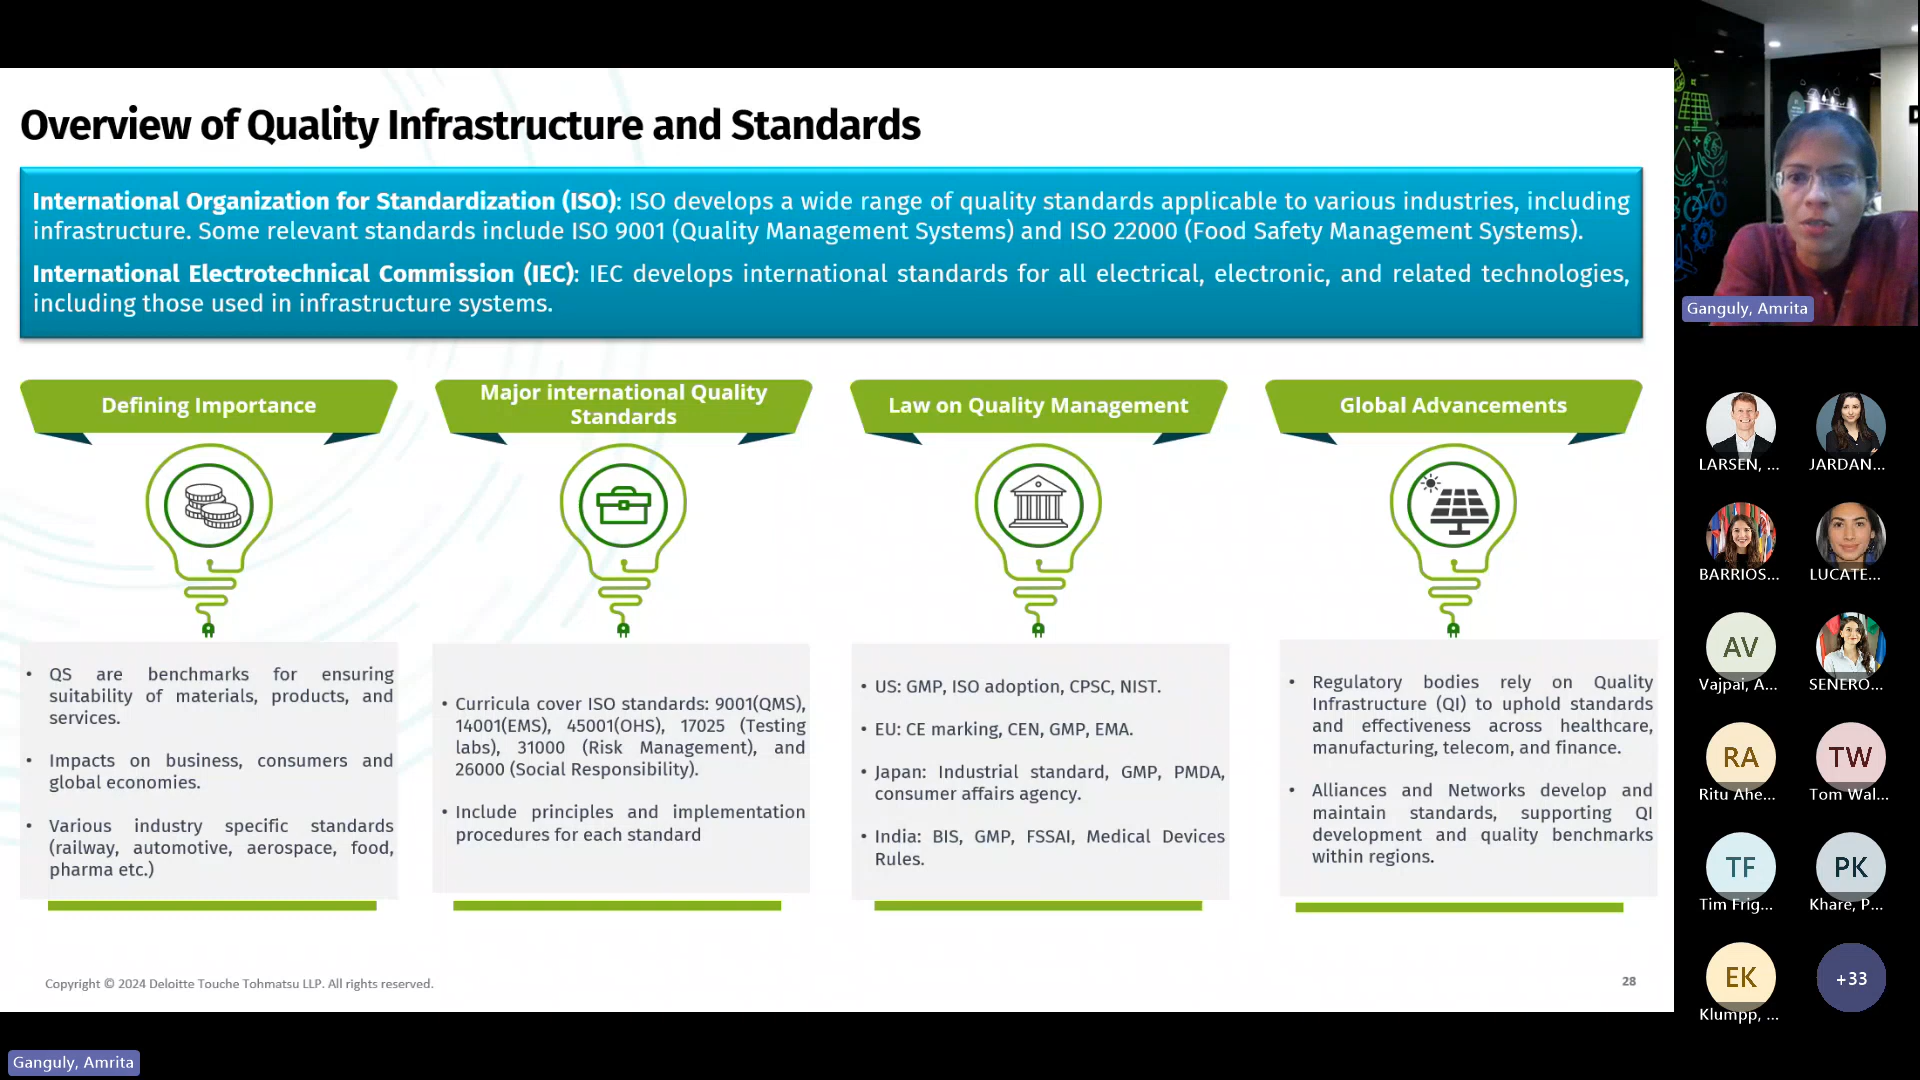 Overview of Quality Infrastructure and Standards
International Organization for Standardization (ISO): ISO develops a wide range of quality standards applicable to various industries, including
infrastructure. Some relevant standards include ISO 9001 (Quality Management Systems) and ISO 22000 (Food Safety Management Systems).
International Electrotechnical Commission (IEC): IEC develops international standards for all electrical, electronic, and related technologies,
including those used in infrastructure systems.
Defining Importance
• QS are benchmarks for ensuring
suitability of materials, products, and
services.
• Impacts on business, consumers and
global economies.
• Various industry specific standards
(railway, automotive, aerospace, food,
pharma etc.)
Major international Quality
Standards
• Curricula cover ISO standards: 9001(QMS),
14001(EMS), 45001(OHS), 17025 (Testing
labs), 31000 (Risk Management), and
26000 (Social Responsibility).
• Include principles and implementation
procedures for each standard
Law on Quality Management
• US: GMP, ISO adoption, CPSC, NIST.
• EU: CE marking, CEN, GMP, EMA.
• Japan: Industrial standard, GMP, PMDA,
consumer affairs agency.
• India: BIS, GMP, FSSAI, Medical Devices
Rules.
Global Advancements
• Regulatory bodies rely on Quality
Infrastructure (QI) to uphold standards
and effectiveness across healthcare,
manufacturing, telecom, and finance.
• Alliances and Networks develop and
maintain standards, supporting QI
development and quality benchmarks
within regions.
Copyright © 2024 Deloitte Touche Tohmatsu LLP. All rights reserved.
28
Ganguly, Amrita
LARSEN, ...
JARDAN...
BARRIOS...
LUCATE...
AV
Vajpai, A...
SENERO...
RA
Ritu Ahe...
TW
Tom Wal...
TF
Tim Frig...
PK
Khare, P...
EK
Klumpp, ...
+33
Ganguly, Amrita